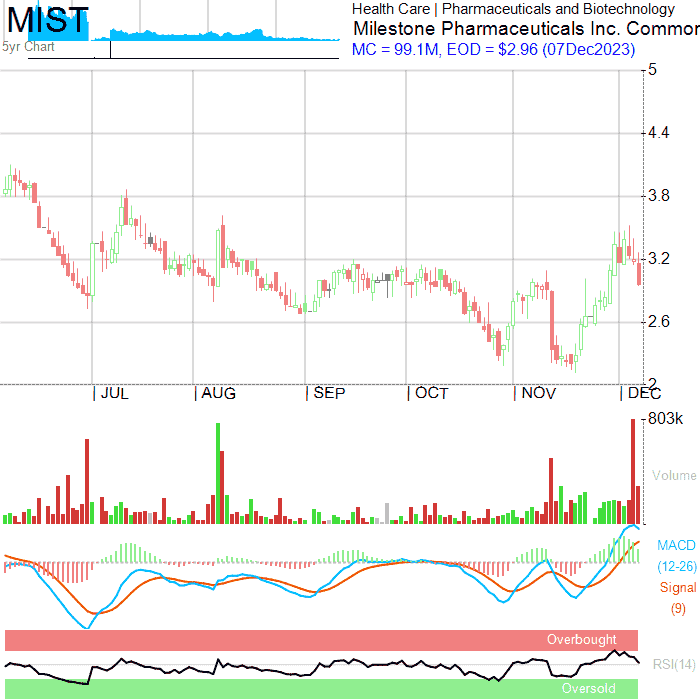 MIST
5yr Chart
Health Care | Pharmaceuticals and Biotechnology
Milestone Pharmaceuticals Inc. Common
MC = 99.1M, EOD = $2.96 (07Dec2023)
5
4.4
3.8
3.2
2.6
2
JUL AUG SEP OCT NOV DEC
803k
Volume
MACD
(12-26)
Signal
(9)
Overbought
RSI(14)
Oversold